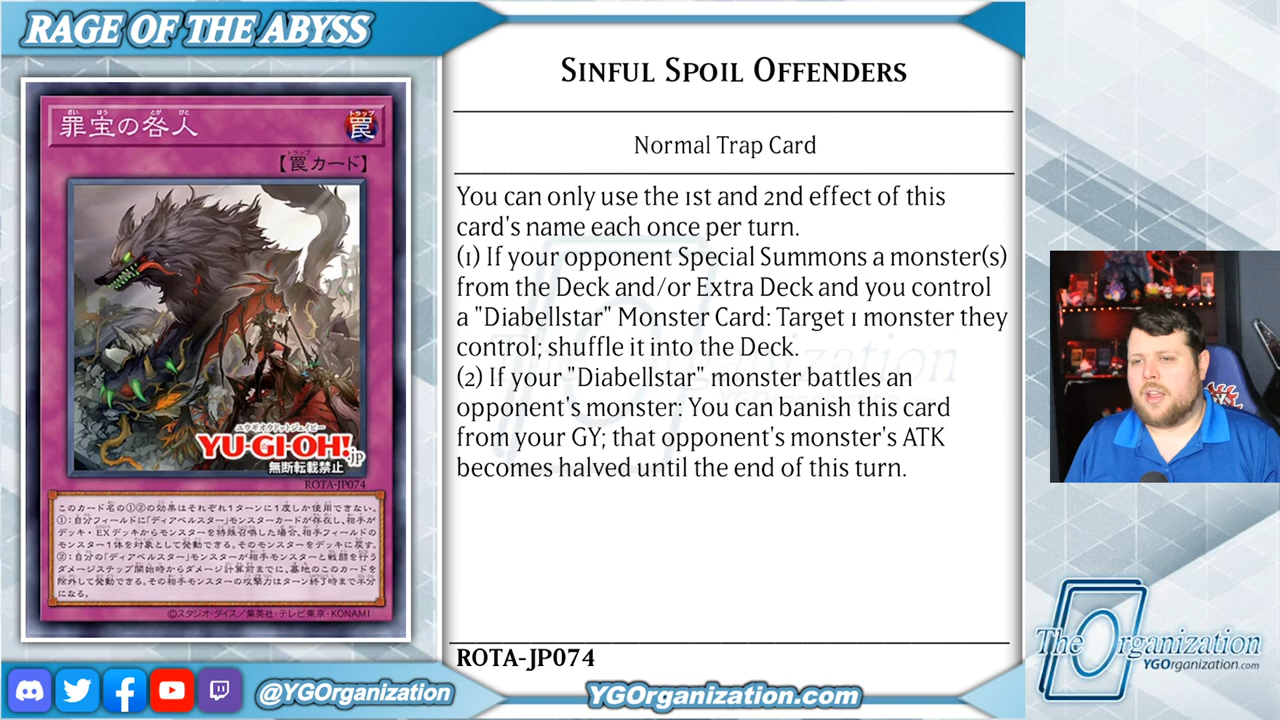 RAGE OF THE ABYSS
罪宝の咎人
ざい ほう とが びと
トラップ
罠
【罠カード】
YU-GI-OH!.jp
無断転載禁止
ROTA-JP074
このカード名の①②の効果はそれぞれ1ターンに1度しか使用できない。
①:自分フィールドに「ディアベルスター」モンスターカードが存在し、相手が
デッキ・EXデッキからモンスターを特殊召喚した場合、相手フィールドの
モンスター1体を対象として発動できる。そのモンスターをデッキに戻す。
②:自分の「ディアベルスター」モンスターが相手モンスターと戦闘を行う
ダメージステップ開始時からダメージ計算前までに、墓地のこのカードを
除外して発動できる。その相手モンスターの攻撃力はターン終了時まで半分
になる。
©スタジオ・ダイス/集英社・テレビ東京・KONAMI
Sinful Spoil Offenders
Normal Trap Card
You can only use the 1st and 2nd effect of this
card's name each once per turn.
(1) If your opponent Special Summons a monster(s)
from the Deck and/or Extra Deck and you control
a "Diabellstar" Monster Card: Target 1 monster they
control; shuffle it into the Deck.
(2) If your "Diabellstar" monster battles an
opponent's monster: You can banish this card
from your GY; that opponent's monster's ATK
becomes halved until the end of this turn.
ROTA-JP074
The Organization
YGOrganization.com
@YGOrganization
YGOrganization.com